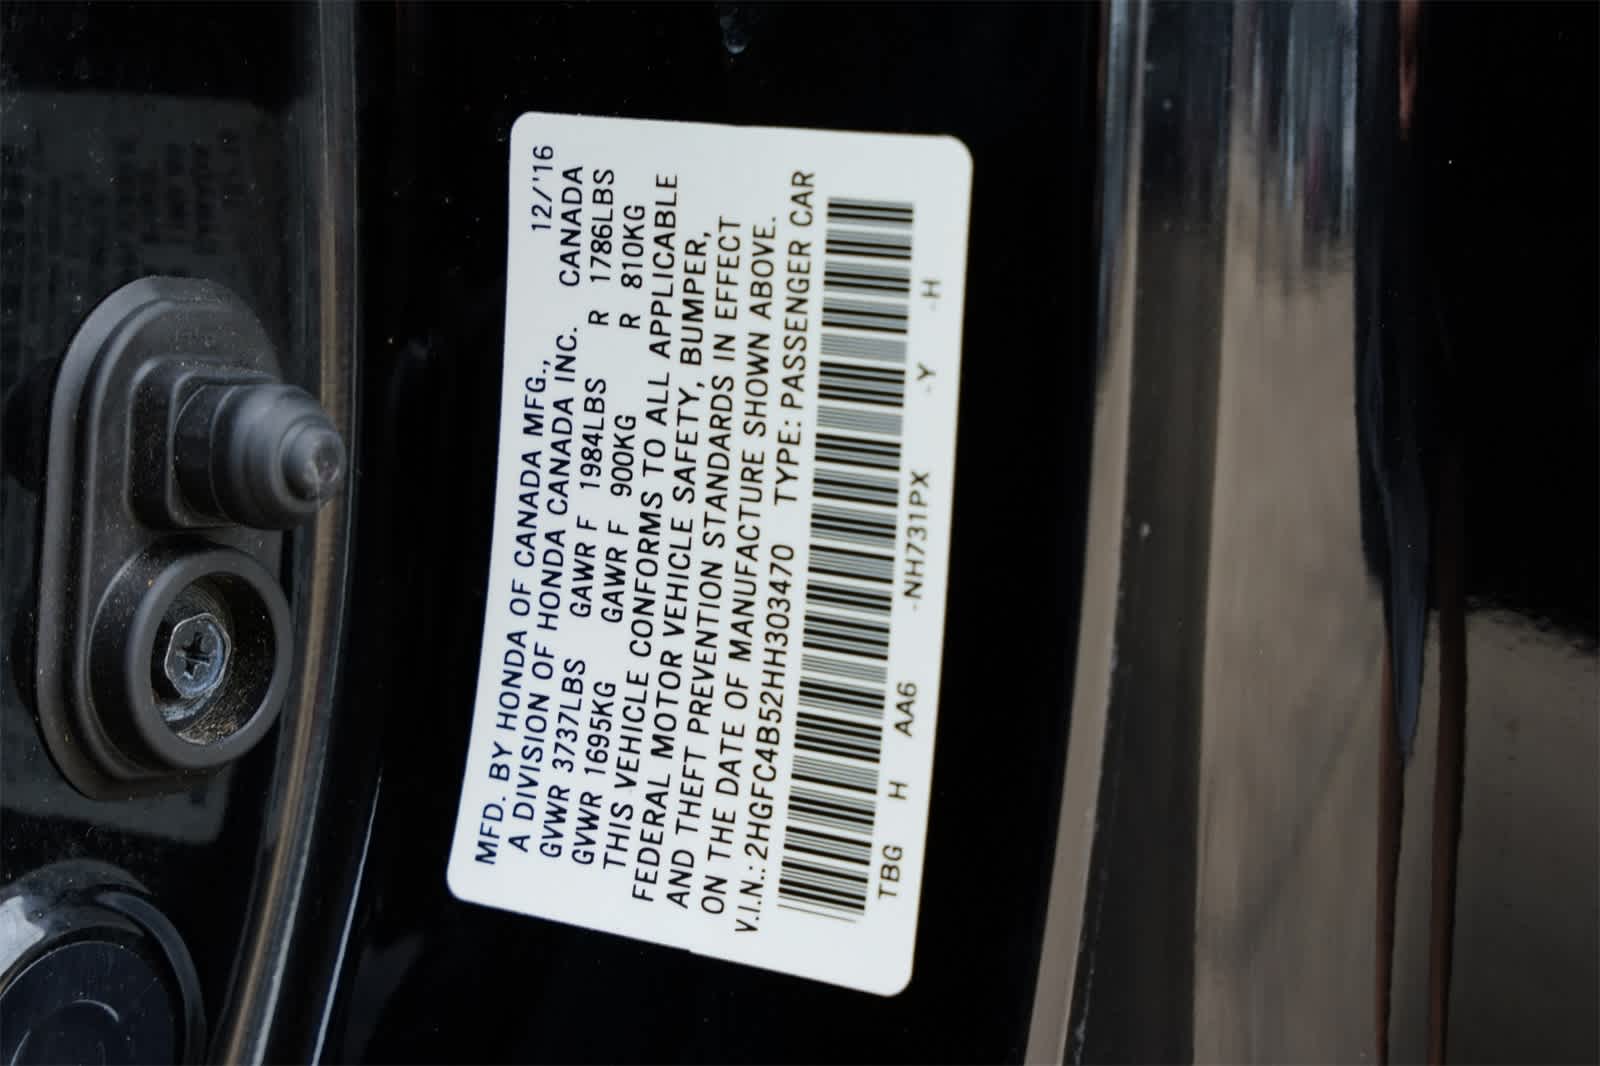 MFD. BY HONDA OF CANADA MFG., 12/'16
A DIVISION OF HONDA CANADA INC. CANADA
GVWR 3737LBS GAWR F 1984LBS R 1786LBS
GVWR 1695KG GAWR F 900KG R 810KG
THIS VEHICLE CONFORMS TO ALL APPLICABLE
FEDERAL MOTOR VEHICLE SAFETY, BUMPER,
AND THEFT PREVENTION STANDARDS IN EFFECT
ON THE DATE OF MANUFACTURE SHOWN ABOVE.
V.I.N.: 2HGFC4B52HH303470 TYPE: PASSENGER CAR
TBG H AA6 -NH731PX -Y -H